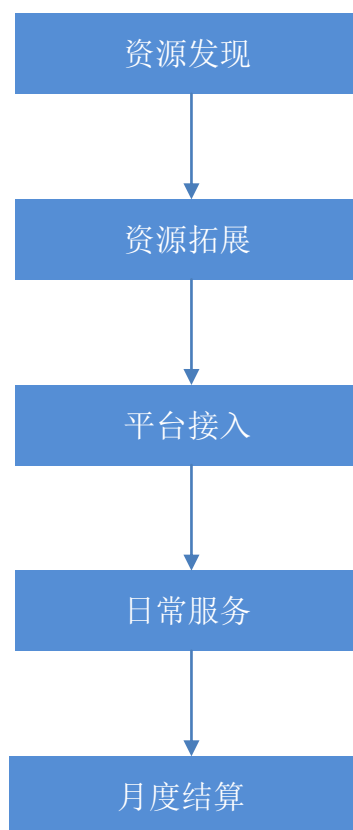 资源发现
资源拓展
平台接入
日常服务
月度结算